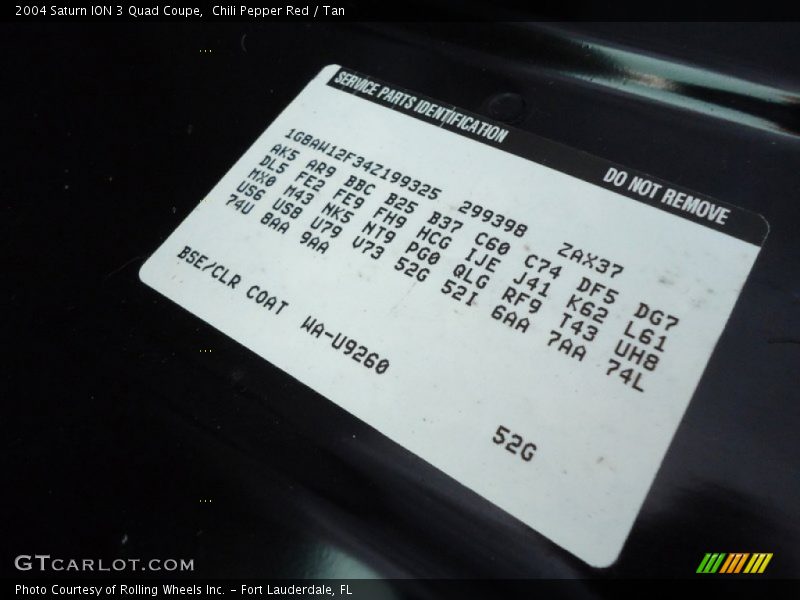 2004 Saturn ION 3 Quad Coupe, Chili Pepper Red / Tan
SERVICE PARTS IDENTIFICATION DO NOT REMOVE
1G8AW12F34Z199325 299398 ZAX37
AK5 AR9 BBC B25 B37 C60 C74 DF5 DG7
DL5 FE2 FE9 FH9 HCG IJE J41 K62 L61
MX0 M43 NK5 NT9 PG0 QLG RF9 T43 UH8
US6 US8 U79 V73 52G 52I 6AA 7AA 74L
74U 8AA 9AA
BSE/CLR COAT WA-U9260
52G
GTCARLOT.COM
Photo Courtesy of Rolling Wheels Inc. – Fort Lauderdale, FL